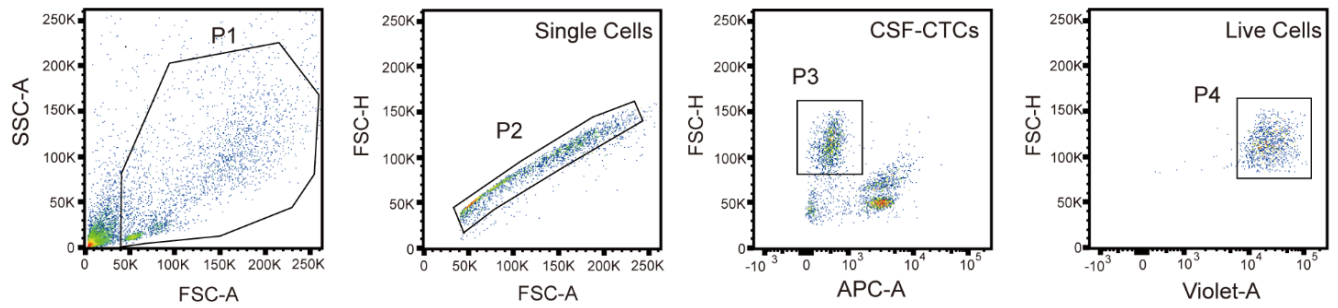 250K
200K
150K
100K
50K
0
SSC-A
P1
0 50K 100K 150K 200K 250K
FSC-A
250K
200K
150K
100K
50K
0
FSC-H
Single Cells
P2
0 50K 100K 150K 200K 250K
FSC-A
250K
200K
150K
100K
50K
0
FSC-H
CSF-CTCs
P3
-10³ 0 10³ 10⁴ 10⁵
APC-A
250K
200K
150K
100K
50K
0
FSC-H
Live Cells
P4
-10³ 0 10³ 10⁴ 10⁵
Violet-A